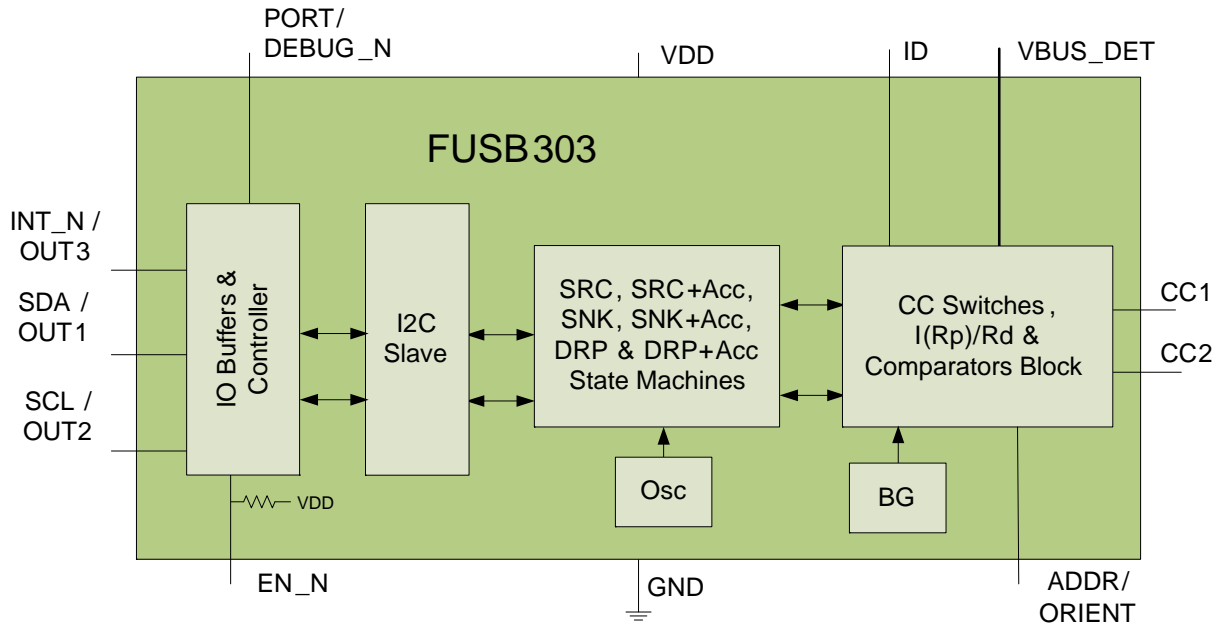 PORT/
DEBUG_N
VDD
ID
VBUS_DET
FUSB303
INT_N /
OUT3
SDA /
OUT1
SCL /
OUT2
IO Buffers &
Controller
I2C
Slave
SRC, SRC+Acc,
SNK, SNK+Acc,
DRP & DRP+Acc
State Machines
CC Switches ,
I(Rp)/Rd &
Comparators Block
CC1
CC2
Osc
BG
VDD
EN_N
GND
ADDR/
ORIENT